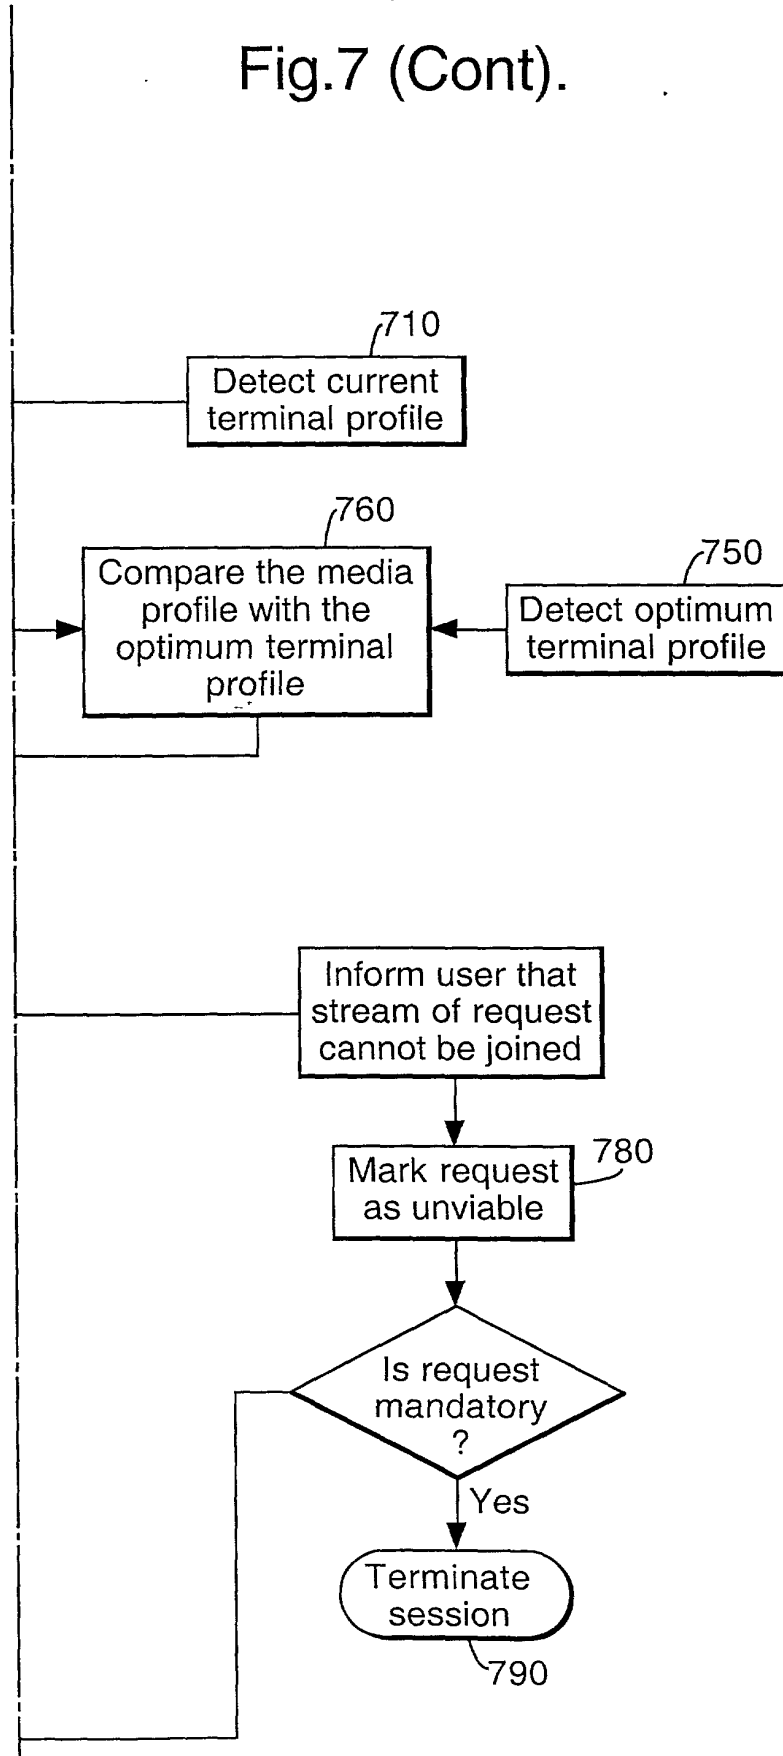 Fig.7 (Cont).
710
Detect current
terminal profile
760
Compare the media
profile with the
optimum terminal
profile
750
Detect optimum
terminal profile
Inform user that
stream of request
cannot be joined
780
Mark request
as unviable
Is request
mandatory
?
Yes
Terminate
session
790